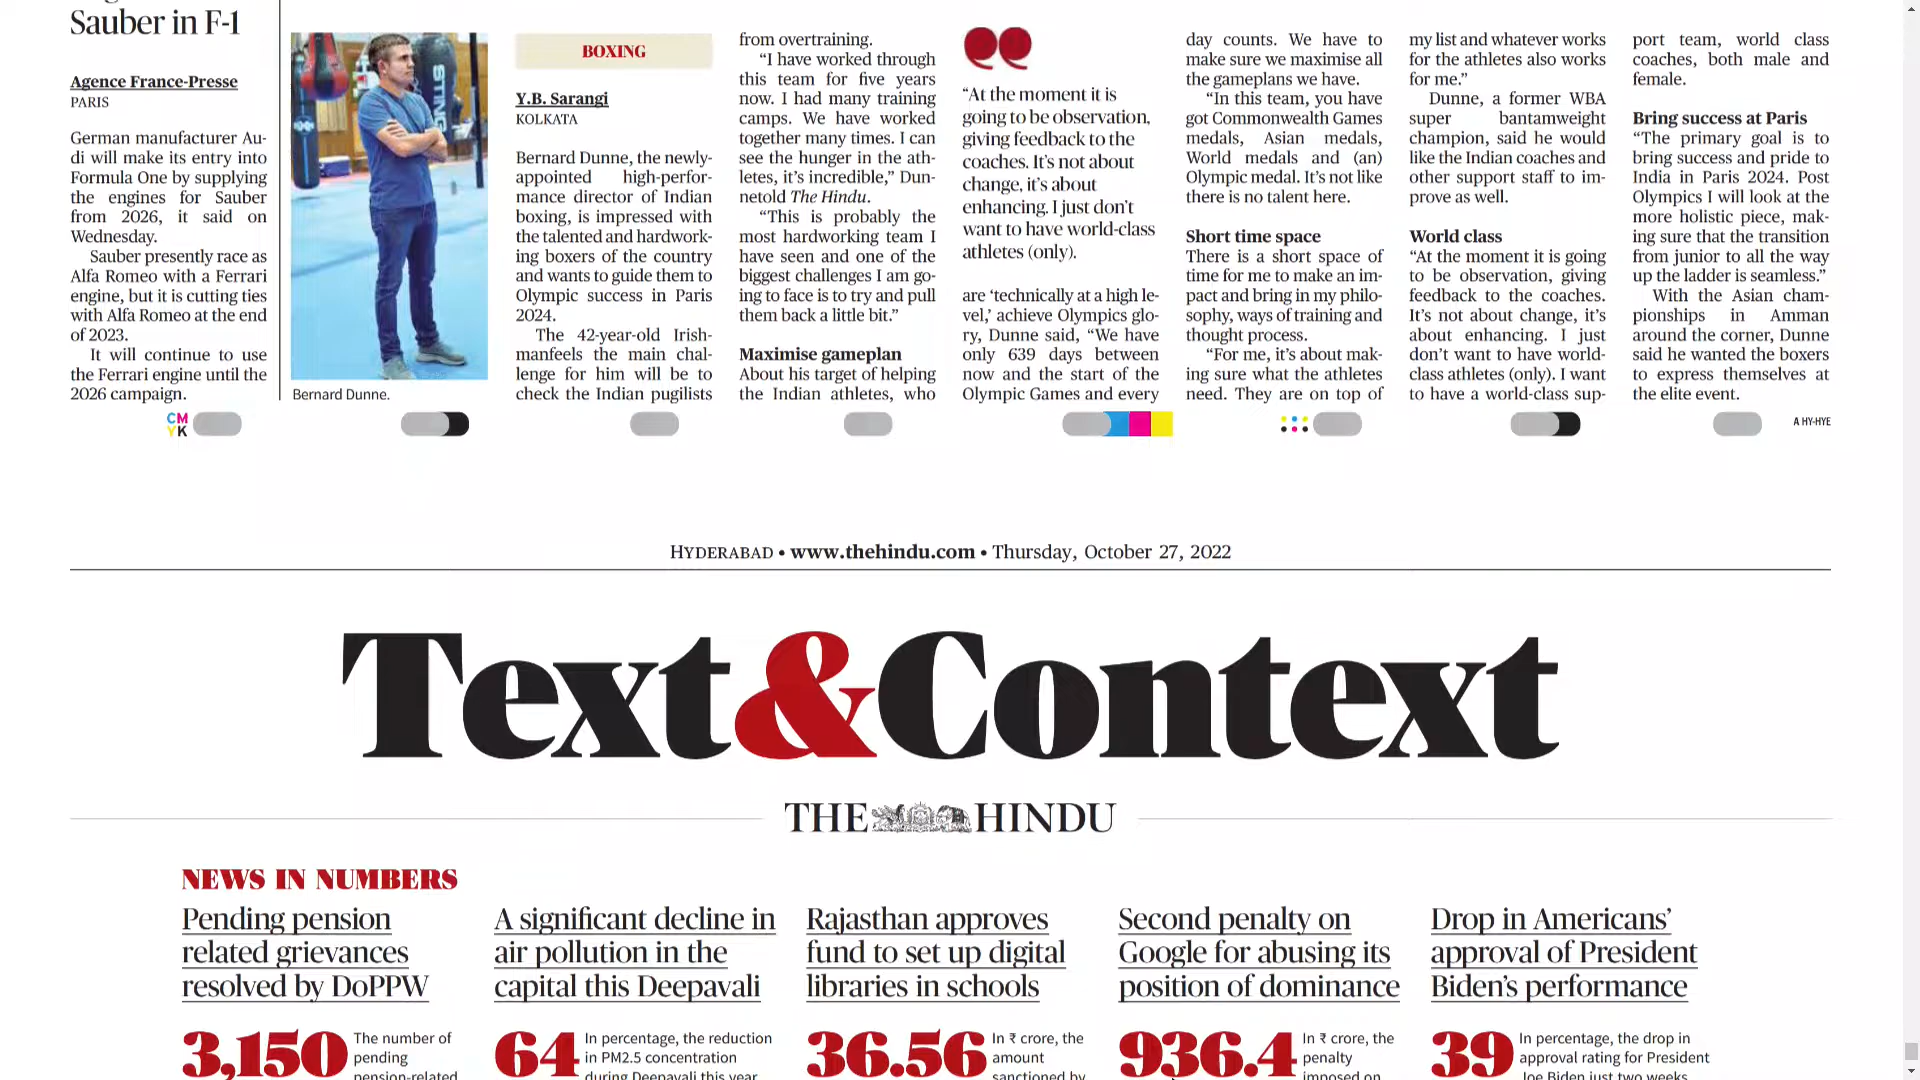 Sauber in F-1
Agence France-Presse
PARIS
German manufacturer Au-
di will make its entry into
Formula One by supplying
the engines for Sauber
from 2026, it said on
Wednesday.
Sauber presently race as
Alfa Romeo with a Ferrari
engine, but it is cutting ties
with Alfa Romeo at the end
of 2023.
It will continue to use
the Ferrari engine until the
2026 campaign.
STING
Bernard Dunne.
BOXING
Y.B. Sarangi
KOLKATA
Bernard Dunne, the newly-
appointed high-perfor-
mance director of Indian
boxing, is impressed with
the talented and hardwork-
ing boxers of the country
and wants to guide them to
Olympic success in Paris
2024.
The 42-year-old Irish-
manfeels the main chal-
lenge for him will be to
check the Indian pugilists
from overtraining.
“I have worked through
this team for five years
now. I had many training
camps. We have worked
together many times. I can
see the hunger in the ath-
letes, it’s incredible,” Dun-
netold The Hindu.
“This is probably the
most hardworking team I
have seen and one of the
biggest challenges I am go-
ing to face is to try and pull
them back a little bit.”
Maximise gameplan
About his target of helping
the Indian athletes, who
“At the moment it is
going to be observation,
giving feedback to the
coaches. It’s not about
change, it’s about
enhancing. I just don’t
want to have world-class
athletes (only).
are ‘technically at a high le-
vel,’ achieve Olympics glo-
ry, Dunne said, “We have
only 639 days between
now and the start of the
Olympic Games and every
day counts. We have to
make sure we maximise all
the gameplans we have.
“In this team, you have
got Commonwealth Games
medals, Asian medals,
World medals and (an)
Olympic medal. It’s not like
there is no talent here.
Short time space
There is a short space of
time for me to make an im-
pact and bring in my philo-
sophy, ways of training and
thought process.
“For me, it’s about mak-
ing sure what the athletes
need. They are on top of
my list and whatever works
for the athletes also works
for me.”
Dunne, a former WBA
super bantamweight
champion, said he would
like the Indian coaches and
other support staff to im-
prove as well.
World class
“At the moment it is going
to be observation, giving
feedback to the coaches.
It’s not about change, it’s
about enhancing. I just
don’t want to have world-
class athletes (only). I want
to have a world-class sup-
port team, world class
coaches, both male and
female.
Bring success at Paris
“The primary goal is to
bring success and pride to
India in Paris 2024. Post
Olympics I will look at the
more holistic piece, mak-
ing sure that the transition
from junior to all the way
up the ladder is seamless.”
With the Asian cham-
pionships in Amman
around the corner, Dunne
said he wanted the boxers
to express themselves at
the elite event.
CM
YK
A HY-HYE
HYDERABAD • www.thehindu.com • Thursday, October 27, 2022
Text&Context
THE HINDU
NEWS IN NUMBERS
Pending pension
related grievances
resolved by DoPPW
3,150
The number of
pending
pension-related
A significant decline in
air pollution in the
capital this Deepavali
64
In percentage, the reduction
in PM2.5 concentration
during Deepavali this year
Rajasthan approves
fund to set up digital
libraries in schools
36.56
In ₹ crore, the
amount
sanctioned by
Second penalty on
Google for abusing its
position of dominance
936.4
In ₹ crore, the
penalty
imposed on
Drop in Americans’
approval of President
Biden’s performance
39
In percentage, the drop in
approval rating for President
Joe Biden just two weeks